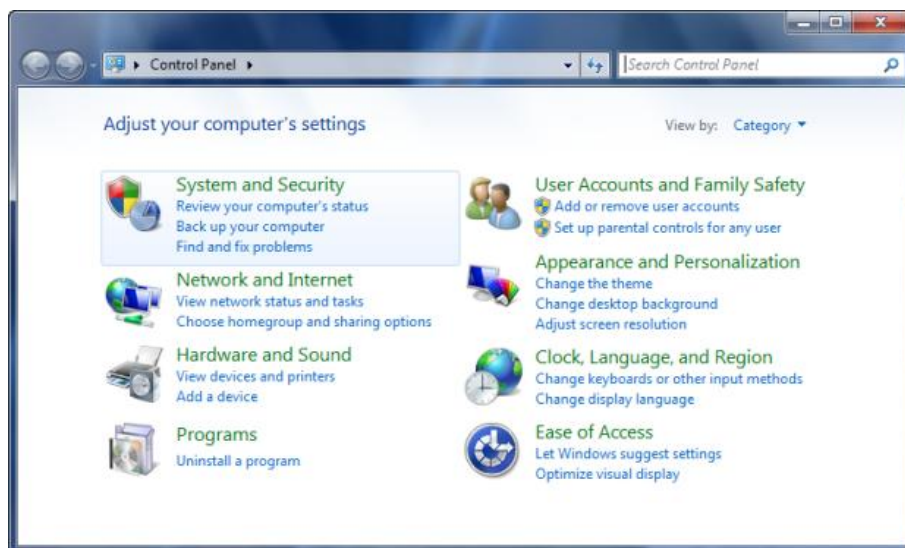 Control Panel
Search Control Panel
Adjust your computer's settings
View by: Category
System and Security
Review your computer's status
Back up your computer
Find and fix problems
Network and Internet
View network status and tasks
Choose homegroup and sharing options
Hardware and Sound
View devices and printers
Add a device
Programs
Uninstall a program
User Accounts and Family Safety
Add or remove user accounts
Set up parental controls for any user
Appearance and Personalization
Change the theme
Change desktop background
Adjust screen resolution
Clock, Language, and Region
Change keyboards or other input methods
Change display language
Ease of Access
Let Windows suggest settings
Optimize visual display